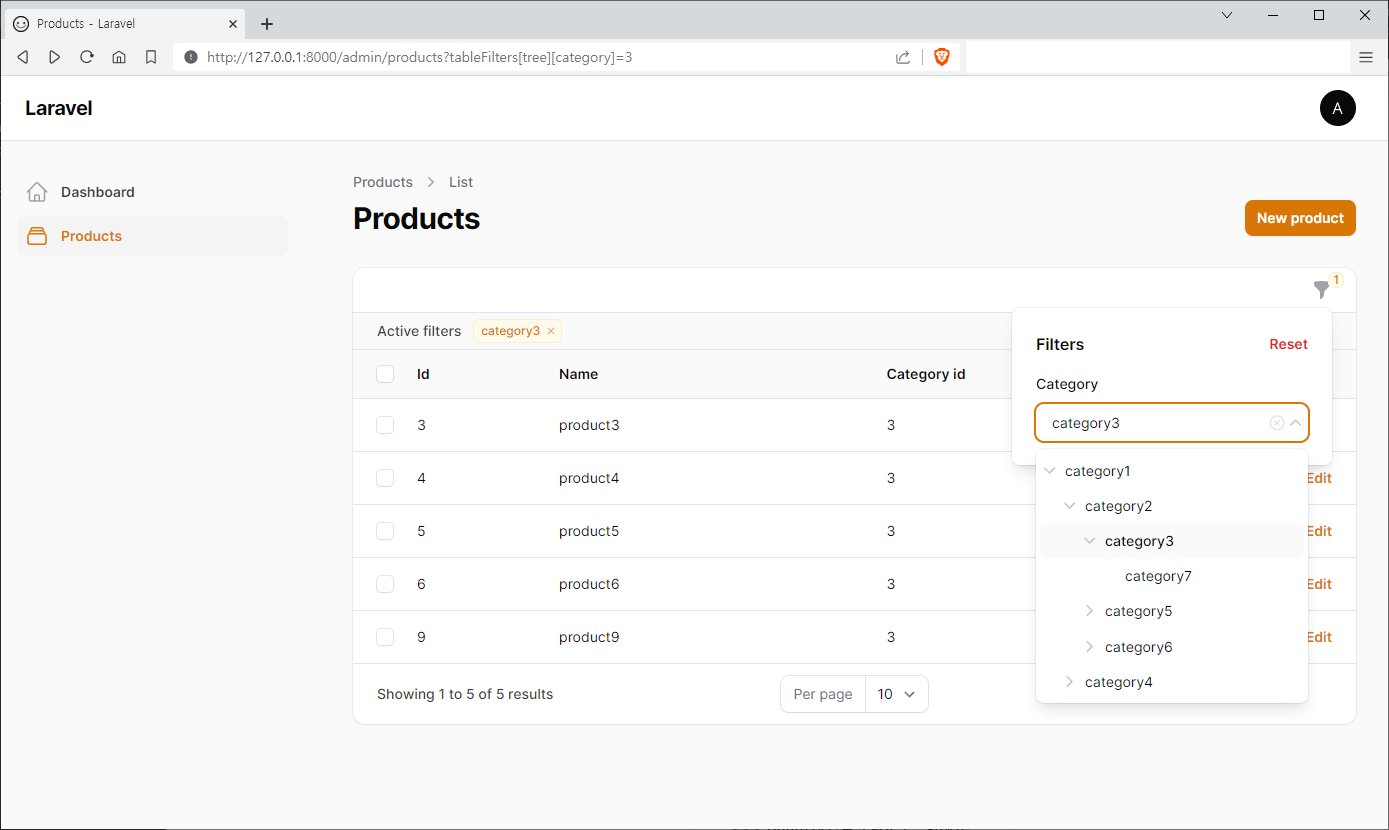 Products - Laravel
http://127.0.0.1:8000/admin/products?tableFilters[tree][category]=3
Laravel
A
Dashboard
Products
Products > List
Products
New product
1
Active filters category3 ×
Id Name Category id
3 product3 3
4 product4 3 Edit
5 product5 3 Edit
6 product6 3 Edit
9 product9 3 Edit
Showing 1 to 5 of 5 results
Per page 10
Filters Reset
Category
category3
category1
category2
category3
category7
category5
category6
category4